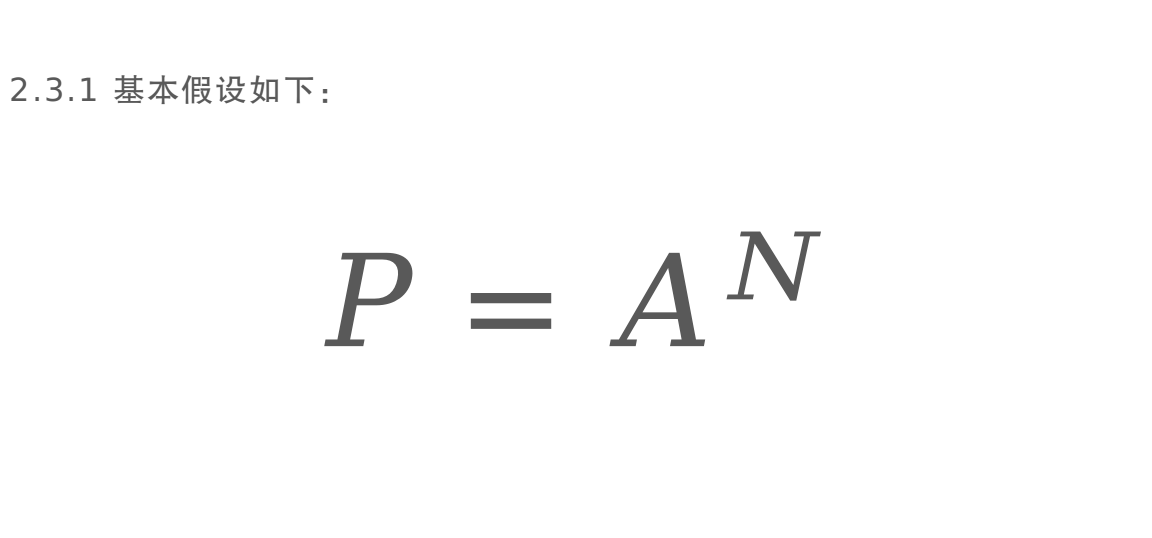 2.3.1 基本假设如下：
P = A^N